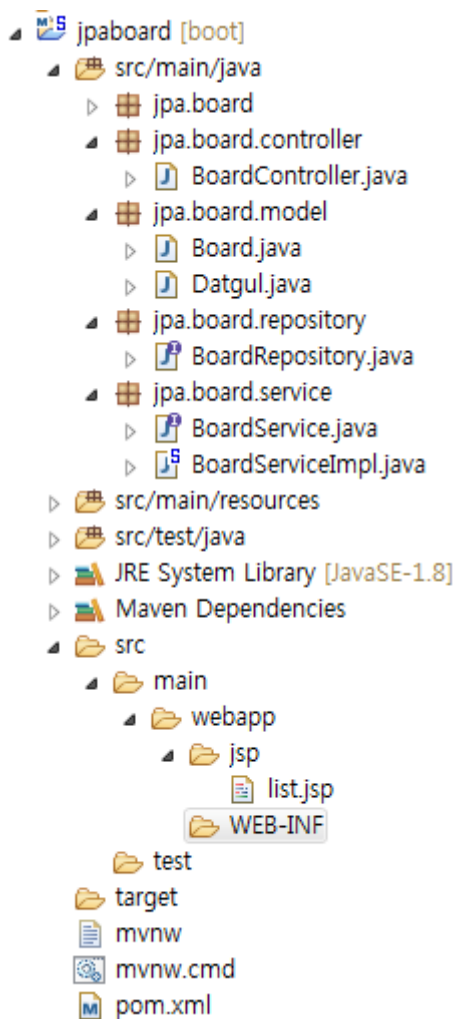 jpaboard [boot]
src/main/java
jpa.board
jpa.board.controller
BoardController.java
jpa.board.model
Board.java
Datgul.java
jpa.board.repository
BoardRepository.java
jpa.board.service
BoardService.java
BoardServiceImpl.java
src/main/resources
src/test/java
JRE System Library [JavaSE-1.8]
Maven Dependencies
src
main
webapp
jsp
list.jsp
WEB-INF
test
target
mvnw
mvnw.cmd
pom.xml